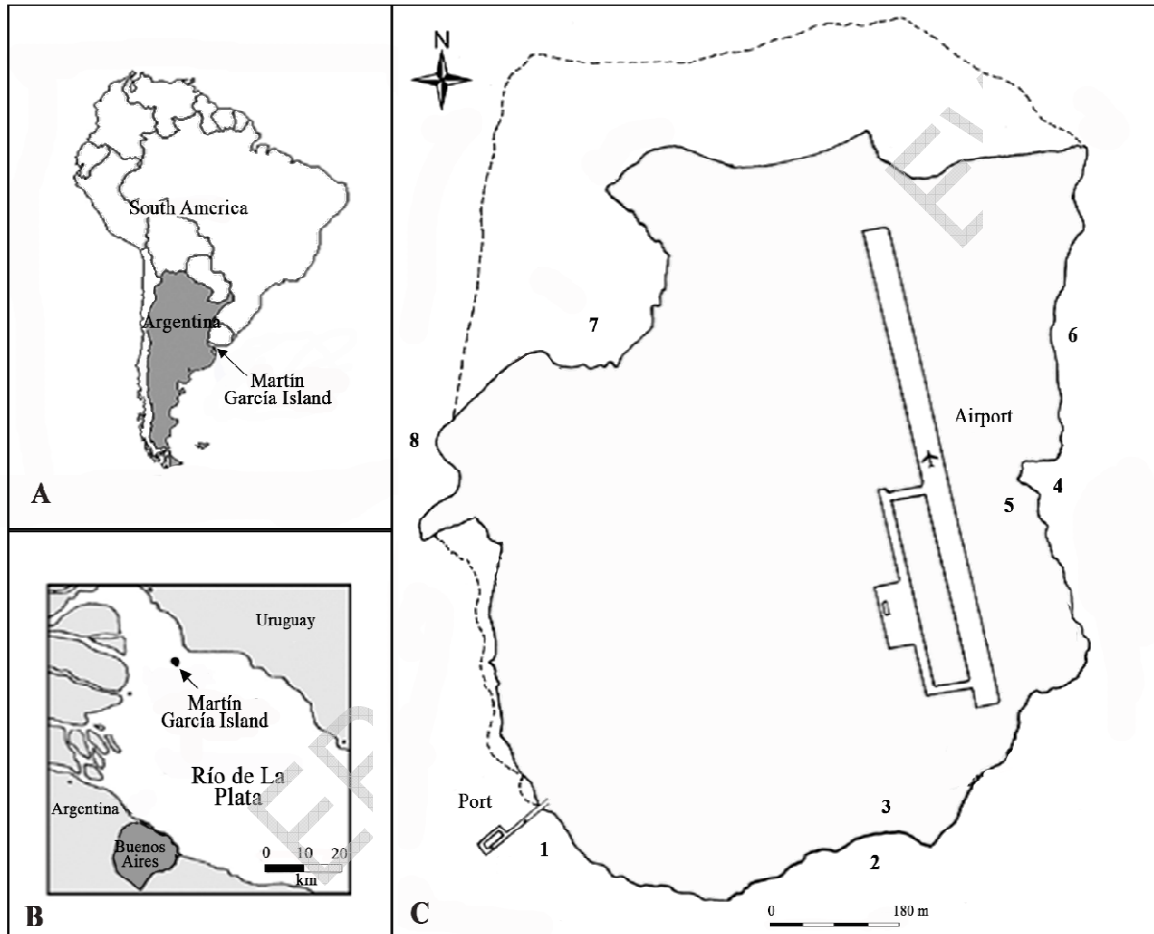 South America
Argentina
Martín
García Island
A
Uruguay
Martín
García Island
Río de La
Plata
Argentina
Buenos
Aires
0 10 20
km
B
N
7
6
Airport
8
4
5
Port
3
1
2
0 180 m
C